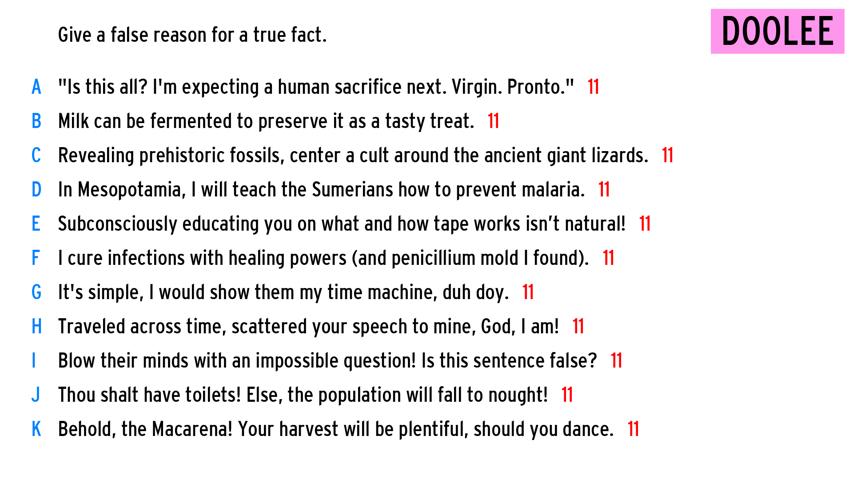 DOOLEE
Give a false reason for a true fact.
A "Is this all? I'm expecting a human sacrifice next. Virgin. Pronto." 11
B Milk can be fermented to preserve it as a tasty treat. 11
C Revealing prehistoric fossils, center a cult around the ancient giant lizards. 11
D In Mesopotamia, I will teach the Sumerians how to prevent malaria. 11
E Subconsciously educating you on what and how tape works isn’t natural! 11
F I cure infections with healing powers (and penicillium mold I found). 11
G It's simple, I would show them my time machine, duh doy. 11
H Traveled across time, scattered your speech to mine, God, I am! 11
I Blow their minds with an impossible question! Is this sentence false? 11
J Thou shalt have toilets! Else, the population will fall to nought! 11
K Behold, the Macarena! Your harvest will be plentiful, should you dance. 11